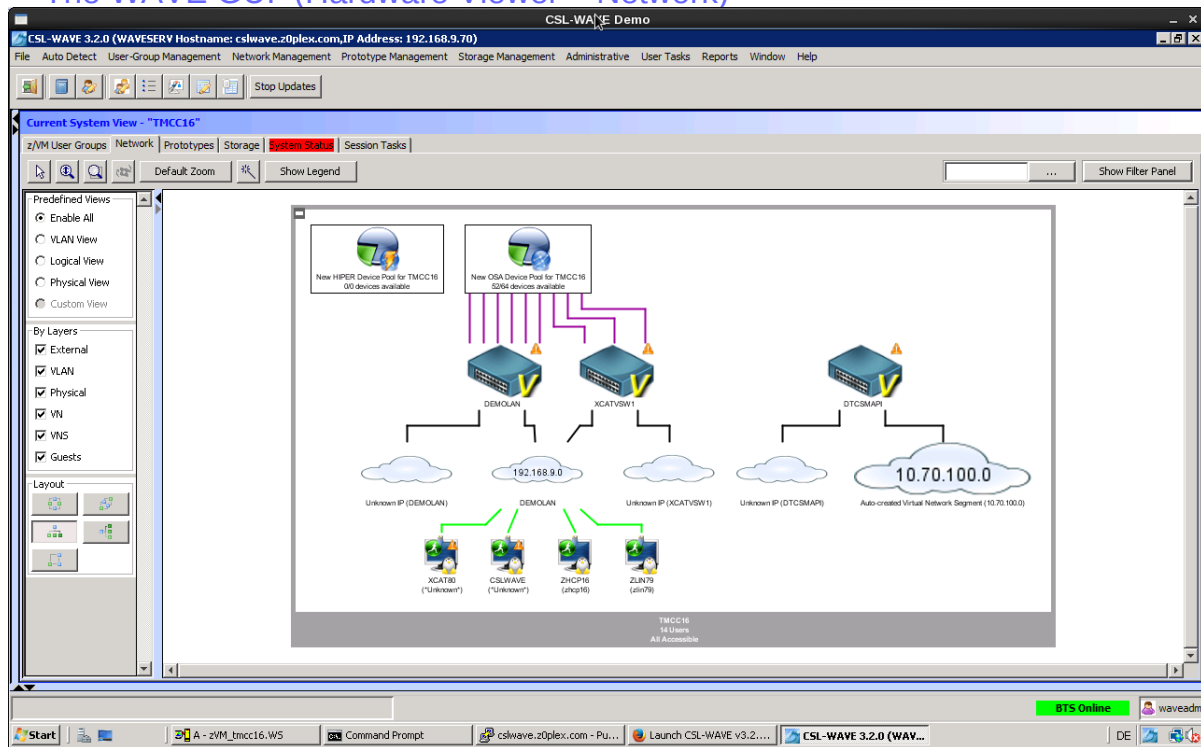 The WAVE GUI (Hardware Viewer - Network)
CSL-WAVE Demo
CSL-WAVE 3.2.0 (WAVESERV Hostname: cslwave.z0plex.com,IP Address: 192.168.9.70)
File Auto Detect User-Group Management Network Management Prototype Management Storage Management Administrative User Tasks Reports Window Help
Stop Updates
Current System View - "TMCC16"
z/VM User Groups Network Prototypes Storage System Status Session Tasks
Default Zoom Show Legend ... Show Filter Panel
Predefined Views
Enable All
VLAN View
Logical View
Physical View
Custom View
By Layers
External
VLAN
Physical
VN
VNS
Guests
Layout
New HIPER Device Pool for TMCC16
0/0 devices available
New OSA Device Pool for TMCC16
52/64 devices available
DEMOLAN
XCATVSW1
DTCSMAPI
192.168.9.0
10.70.100.0
Unknown IP (DEMOLAN)
DEMOLAN
Unknown IP (XCATVSW1)
Unknown IP (DTCSMAPI)
Auto-created Virtual Network Segment (10.70.100.0)
XCAT80
(*Unknown*)
CSLWAVE
(*Unknown*)
ZHCP16
(zhcp16)
ZLIN79
(zlin79)
TMCC16
14 Users
All Accessible
BTS Online waveadm
Start A - zVM_tmcc16.WS Command Prompt cslwave.z0plex.com - Pu... Launch CSL-WAVE v3.2.... CSL-WAVE 3.2.0 (WAV... DE